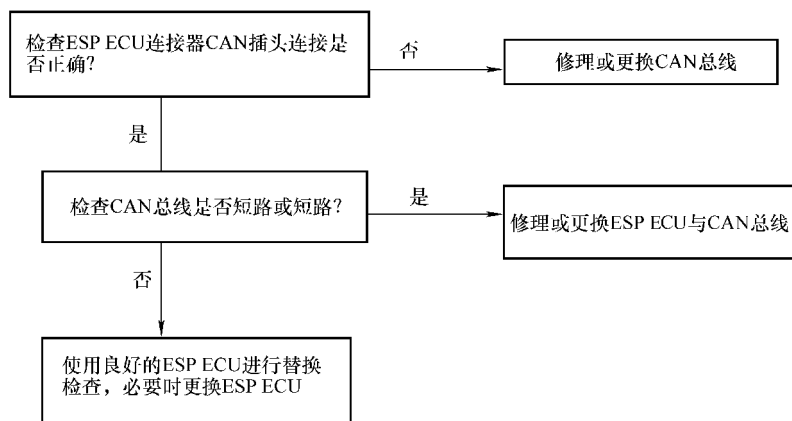 检查ESP ECU连接器CAN插头连接是
否正确？
否
修理或更换CAN总线
是
检查CAN总线是否短路或短路？
是
修理或更换ESP ECU与CAN总线
否
使用良好的ESP ECU进行替换
检查，必要时更换ESP ECU